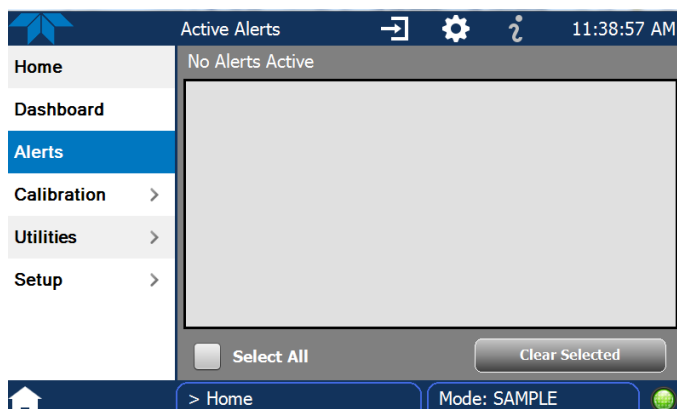 Active Alerts
11:38:57 AM
Home
Dashboard
Alerts
Calibration >
Utilities >
Setup >
No Alerts Active
Select All
Clear Selected
> Home
Mode: SAMPLE